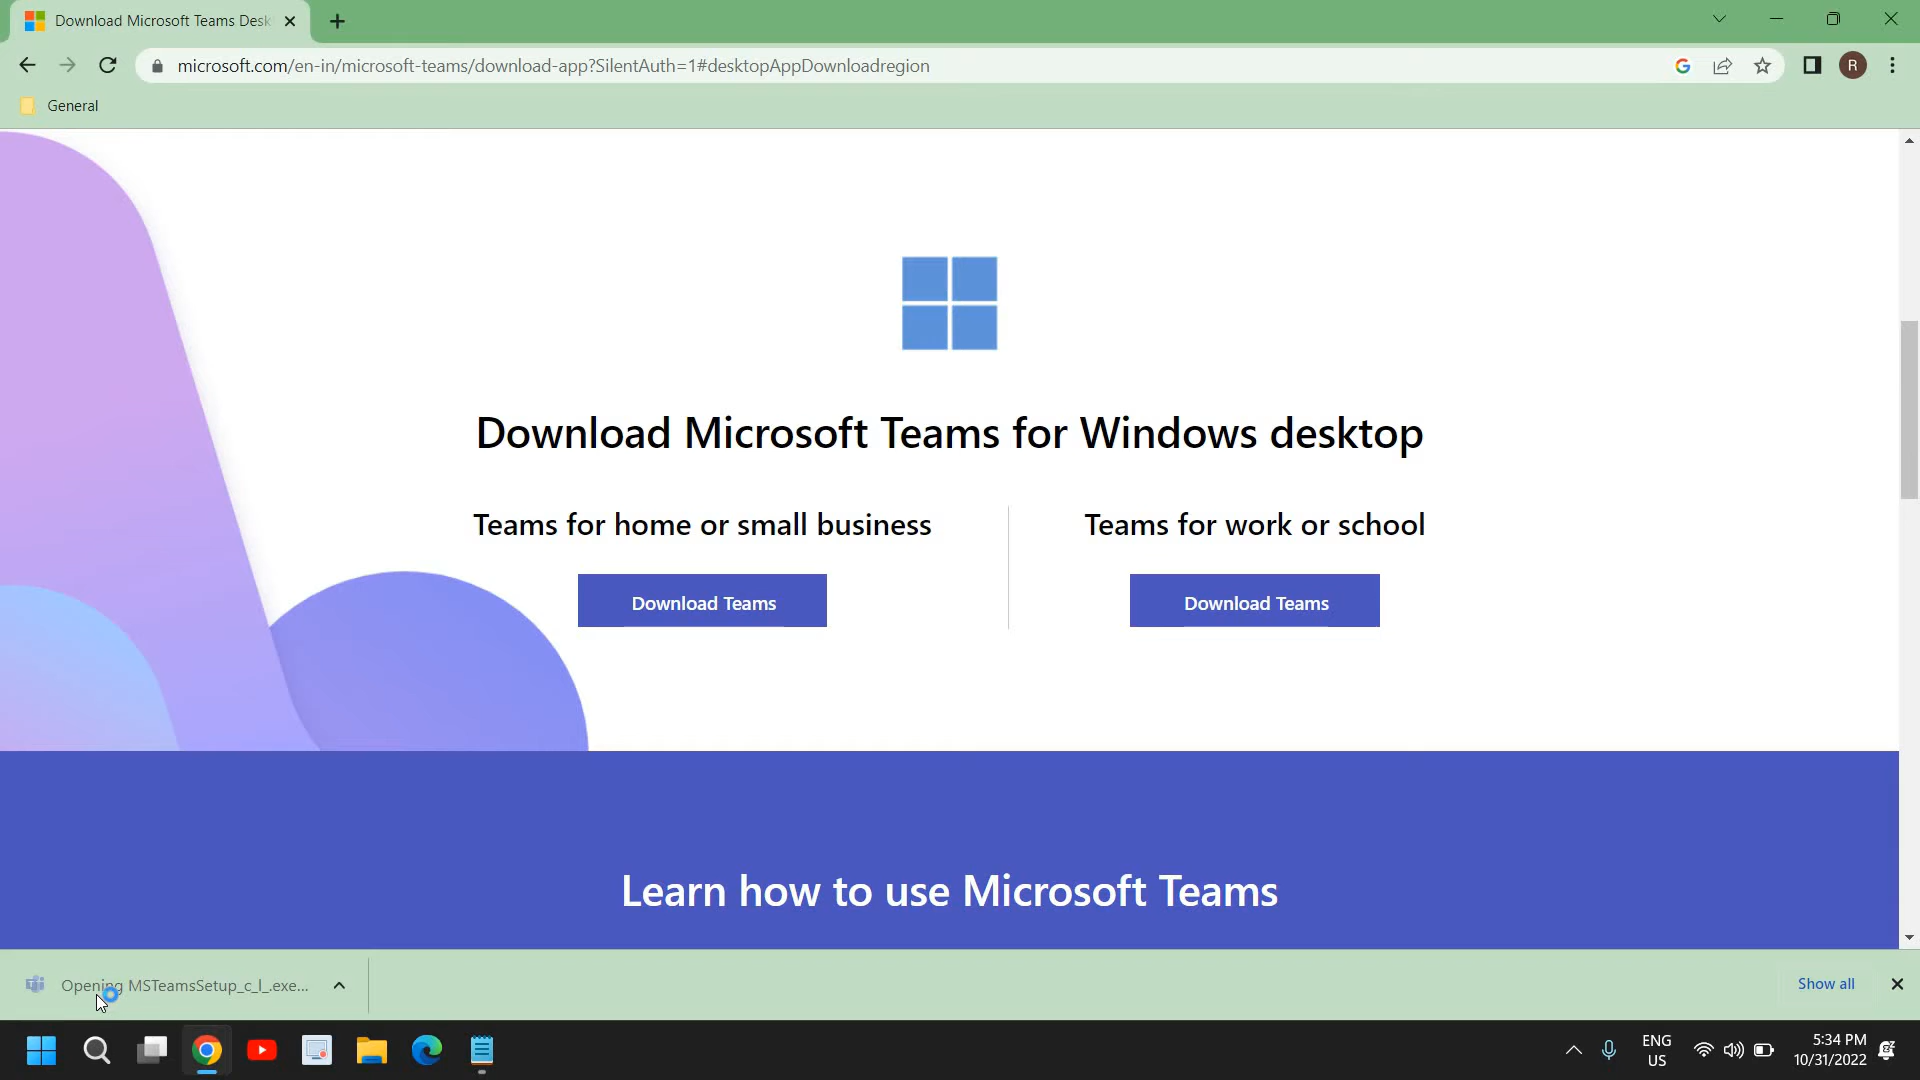 Download Microsoft Teams Desk
microsoft.com/en-in/microsoft-teams/download-app?SilentAuth=1#desktopAppDownloadregion
R
General
Download Microsoft Teams for Windows desktop
Teams for home or small business
Teams for work or school
Download Teams
Download Teams
Learn how to use Microsoft Teams
Opening MSTeamsSetup_c_l_.exe...
Show all
ENG
US
5:34 PM
10/31/2022